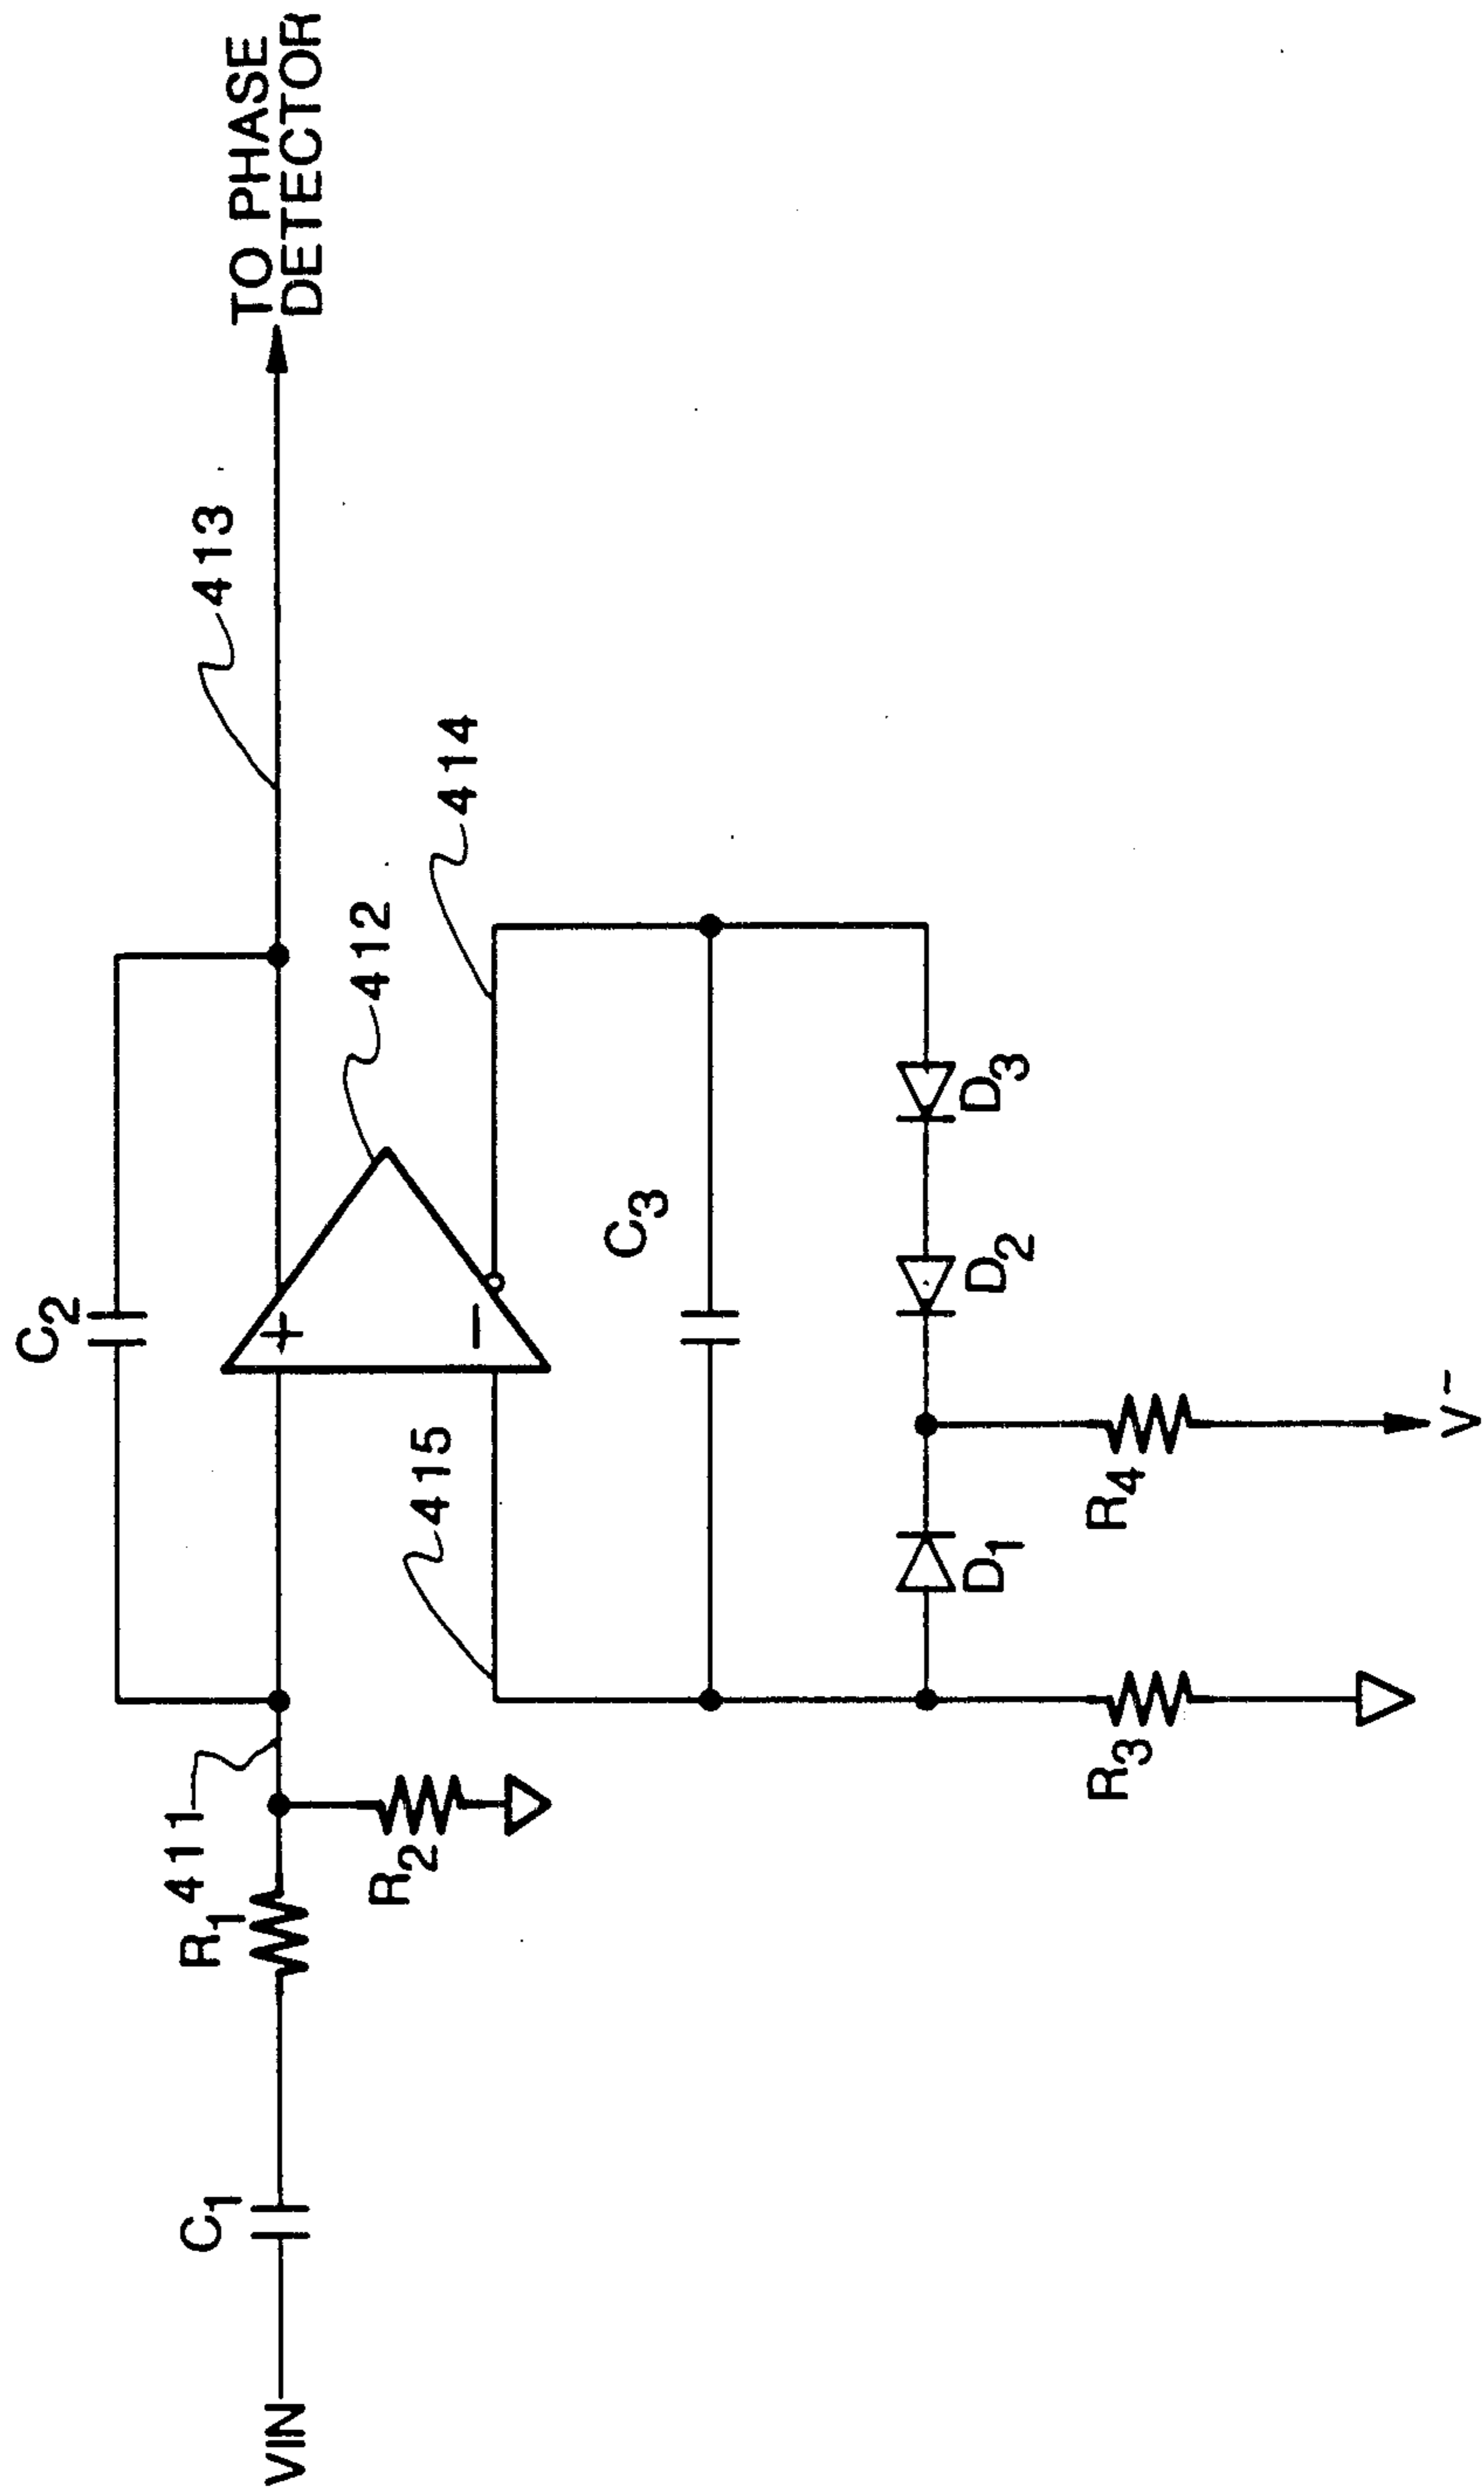 TO PHASE
DETECTOR
413
414
C2
412
411
415
C3
VIN
C1
R1
R2
D1
D2
D3
R3
R4
V-
+
−